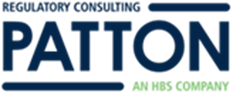 REGULATORY CONSULTING
PATTON
AN HBS COMPANY